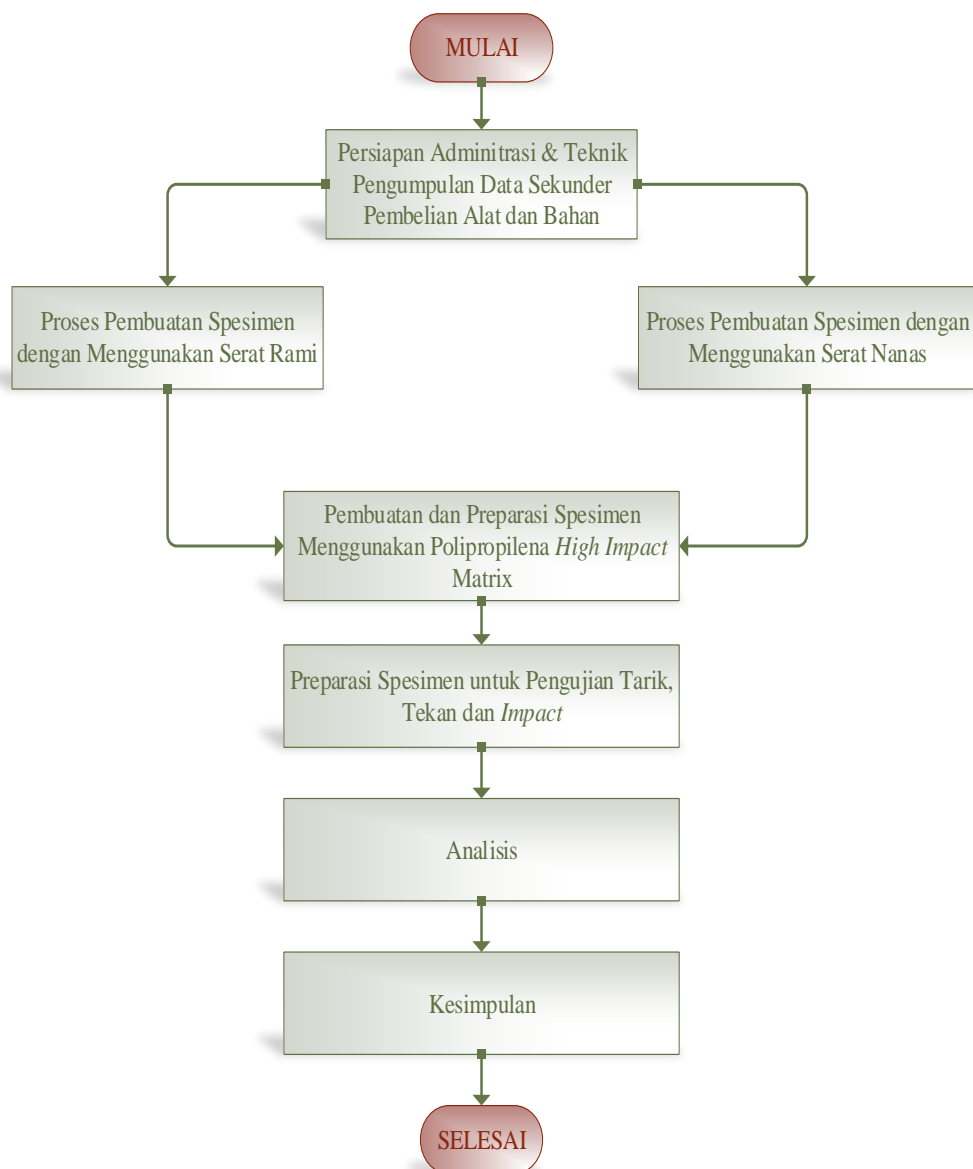 MULAI
Persiapan Adminitrasi & Teknik
Pengumpulan Data Sekunder
Pembelian Alat dan Bahan
Proses Pembuatan Spesimen
dengan Menggunakan Serat Rami
Proses Pembuatan Spesimen dengan
Menggunakan Serat Nanas
Pembuatan dan Preparasi Spesimen
Menggunakan Polipropilena High Impact
Matrix
Preparasi Spesimen untuk Pengujian Tarik,
Tekan dan Impact
Analisis
Kesimpulan
SELESAI